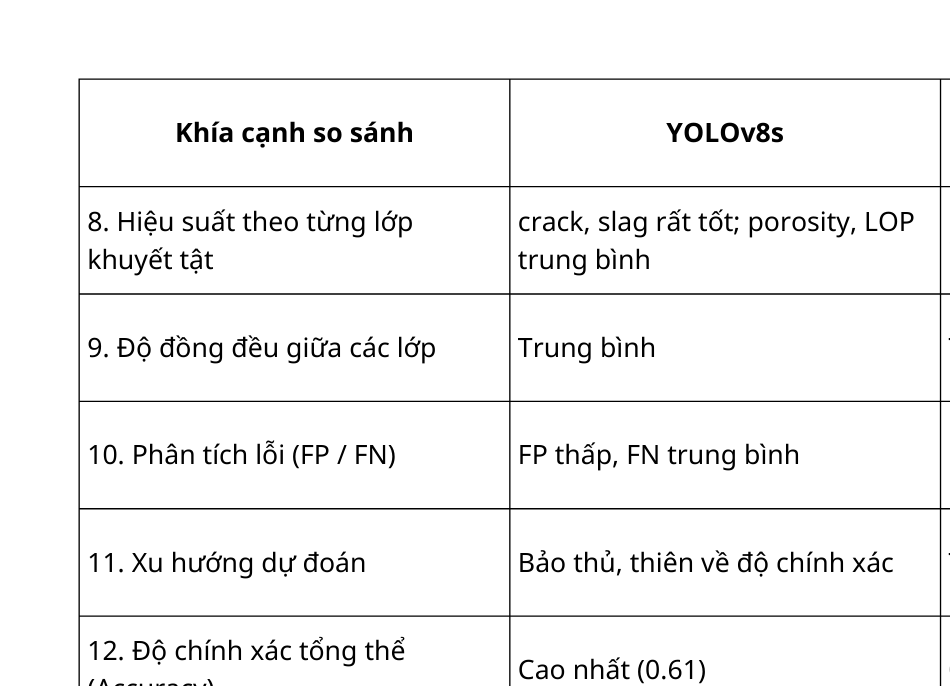 Khía cạnh so sánh
YOLOv8s
8. Hiệu suất theo từng lớp
khuyết tật
crack, slag rất tốt; porosity, LOP
trung bình
9. Độ đồng đều giữa các lớp
Trung bình
10. Phân tích lỗi (FP / FN)
FP thấp, FN trung bình
11. Xu hướng dự đoán
Bảo thủ, thiên về độ chính xác
12. Độ chính xác tổng thể
(Accuracy)
Cao nhất (0.61)